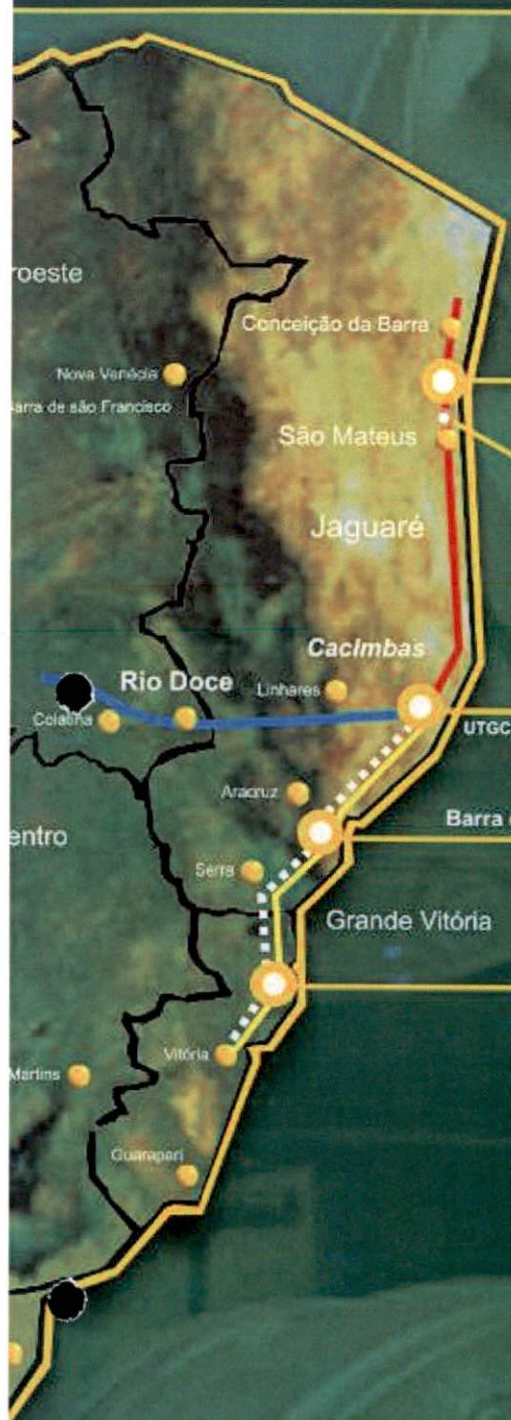 roeste
Conceição da Barra
Nova Venécia
arra de são Francisco
São Mateus
Jaguaré
Cacimbas
Rio Doce
Linhares
Colatina
UTGC
Aracruz
Barra
entro
Serra
Grande Vitória
Vitória
Martins
Guarapari